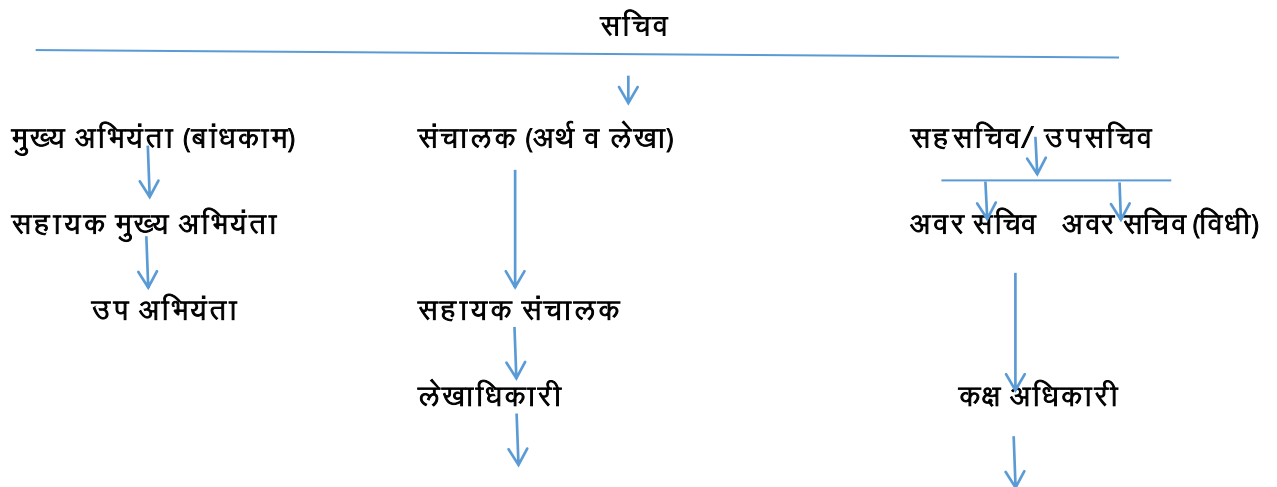 सचिव
मुख्य अभियंता (बांधकाम) संचालक (अर्थ व लेखा) सहसचिव/ उपसचिव
सहायक मुख्य अभियंता अवर सचिव अवर सचिव (विधी)
उप अभियंता सहायक संचालक
लेखाधिकारी कक्ष अधिकारी